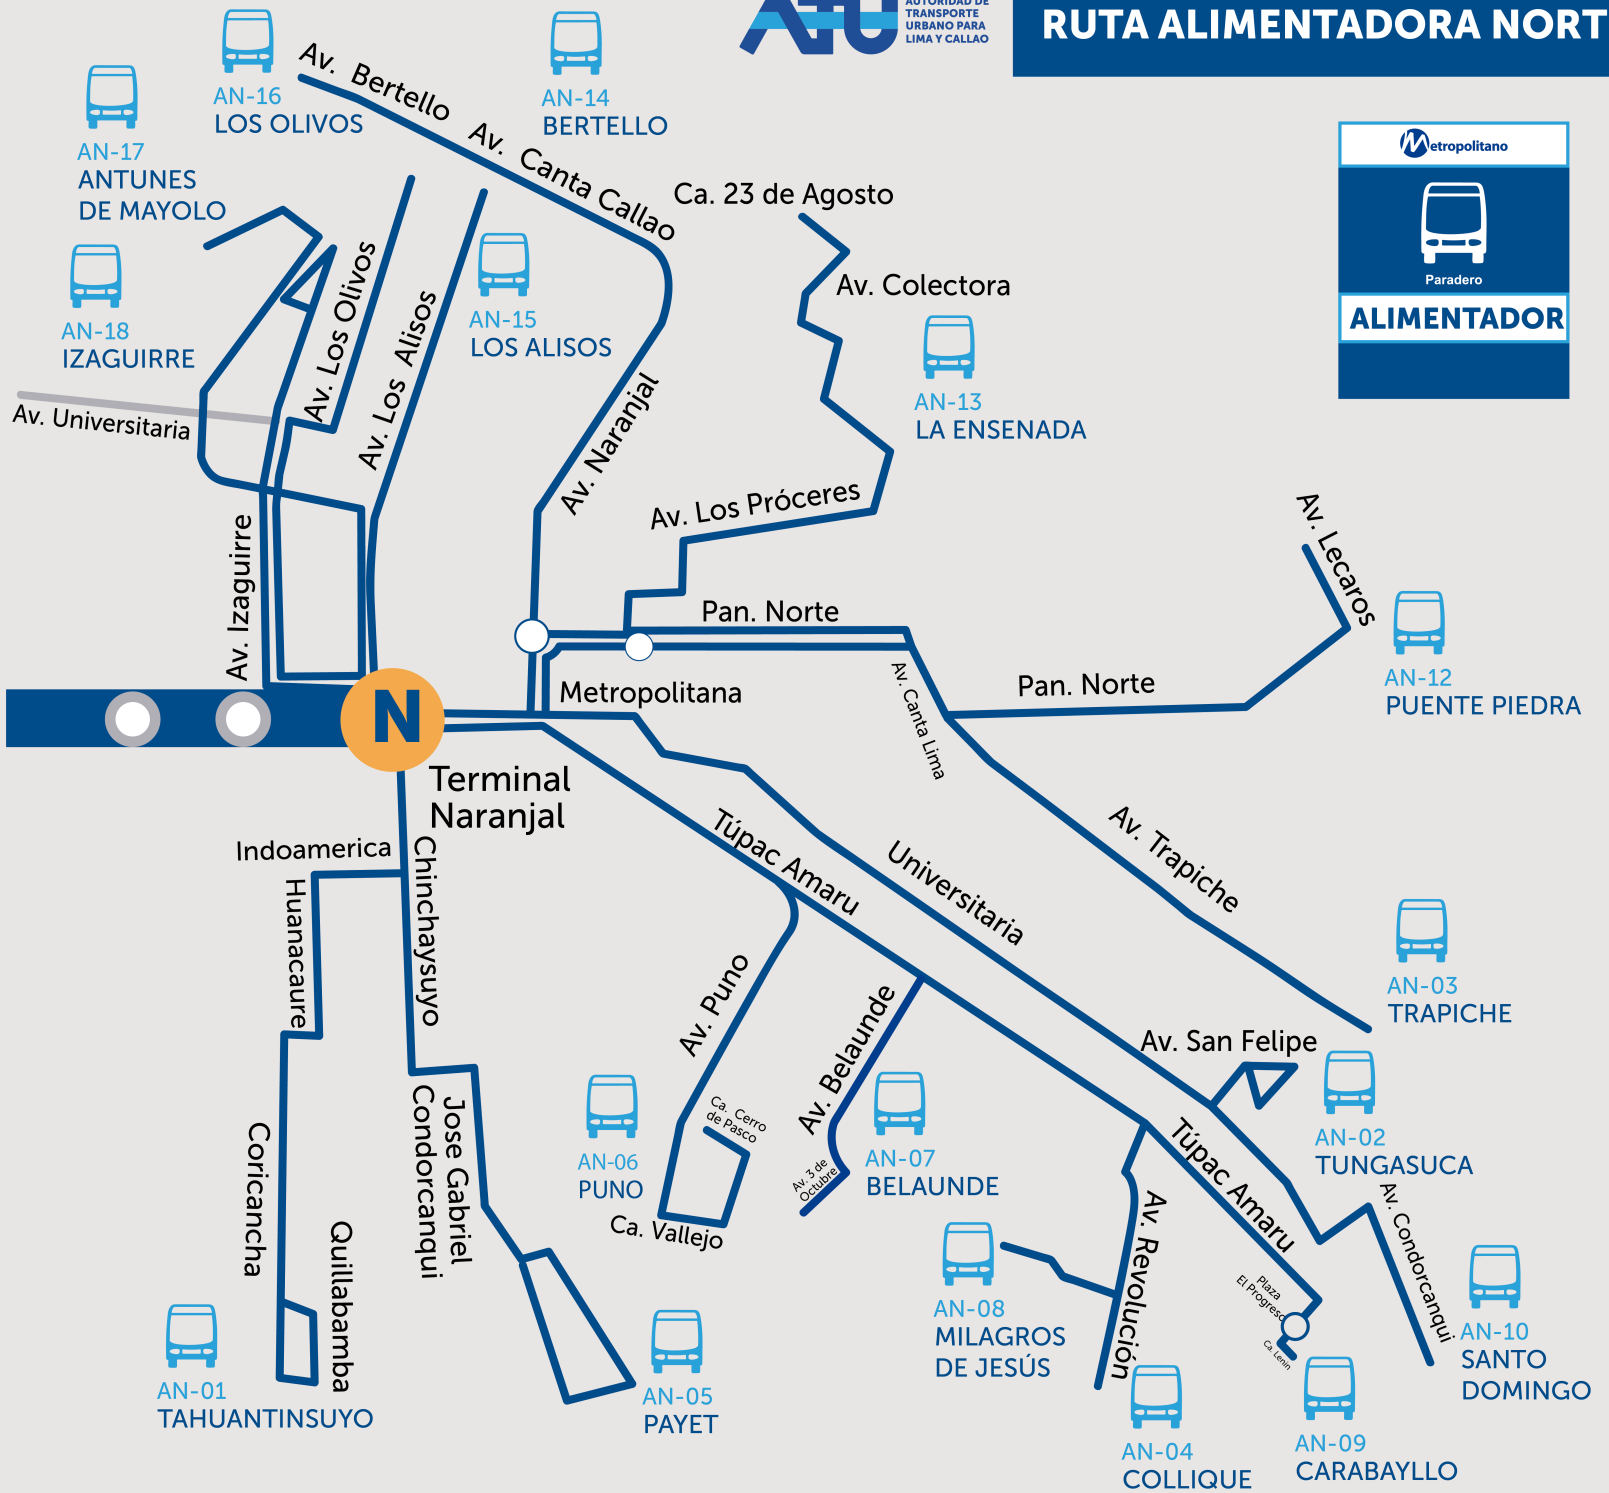 AUTORIDAD DE
TRANSPORTE
URBANO PARA
LIMA Y CALLAO
ATU
RUTA ALIMENTADORA NORT
Metropolitano
Paradero
ALIMENTADOR
AN-16
LOS OLIVOS
AN-14
BERTELLO
AN-17
ANTUNES
DE MAYOLO
AN-18
IZAGUIRRE
AN-15
LOS ALISOS
AN-13
LA ENSENADA
AN-12
PUENTE PIEDRA
AN-03
TRAPICHE
AN-02
TUNGASUCA
AN-10
SANTO
DOMINGO
AN-09
CARABAYLLO
AN-04
COLLIQUE
AN-08
MILAGROS
DE JESÚS
AN-07
BELAUNDE
AN-06
PUNO
AN-05
PAYET
AN-01
TAHUANTINSUYO
Av. Bertello
Av. Canta Callao
Ca. 23 de Agosto
Av. Colectora
Av. Los Olivos
Av. Los Alisos
Av. Universitaria
Av. Naranjal
Av. Los Próceres
Av. Izaguirre
Pan. Norte
Metropolitana
Av. Canta Lima
Pan. Norte
Av. Lecaros
N
Terminal
Naranjal
Av. Trapiche
Túpac Amaru
Universitaria
Indoamerica
Huanacaure
Chinchaysuyo
Coricancha
Quillabamba
Jose Gabriel
Condorcanqui
Av. Puno
Ca. Cerro
de Pasco
Ca. Vallejo
Av. Belaunde
Av. 3 de
Octubre
Av. San Felipe
Túpac Amaru
Av. Revolución
Av. Condorcanqui
Plaza
El Progreso
Ca. Lenin